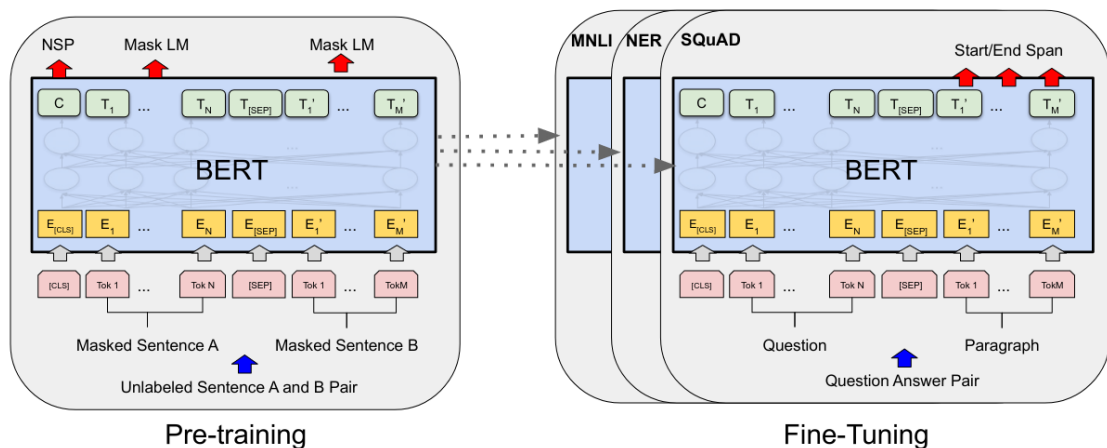 NSP Mask LM Mask LM
C T1 ... TN T[SEP] T1' ... TM'
...
BERT
...
E[CLS] E1 ... EN E[SEP] E1' ... EM'
[CLS] Tok 1 ... Tok N [SEP] Tok 1 ... TokM
Masked Sentence A Masked Sentence B
Unlabeled Sentence A and B Pair
Pre-training
MNLI NER SQuAD
Start/End Span
C T1 ... TN T[SEP] T1' ... TM'
...
BERT
...
E[CLS] E1 ... EN E[SEP] E1' ... EM'
[CLS] Tok 1 ... Tok N [SEP] Tok 1 ... TokM
Question Paragraph
Question Answer Pair
Fine-Tuning